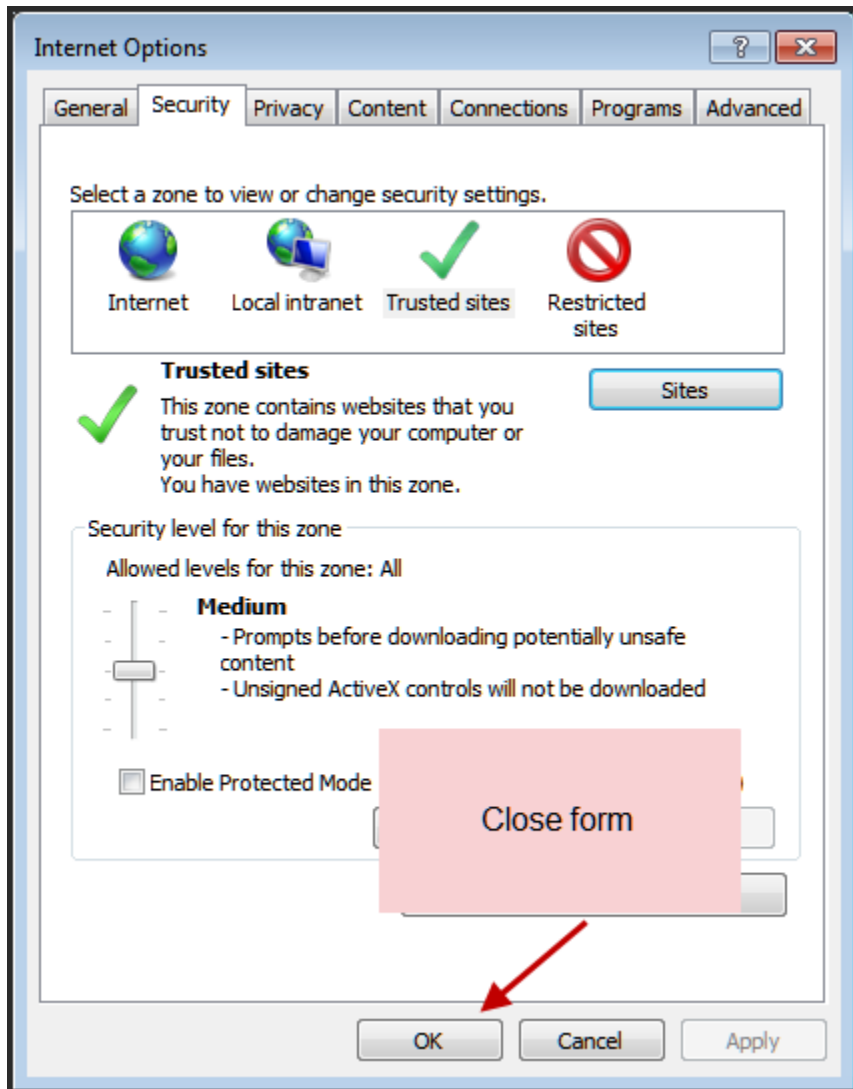 Internet Options
General Security Privacy Content Connections Programs Advanced
Select a zone to view or change security settings.
Internet Local intranet Trusted sites Restricted
sites
Trusted sites
Sites
This zone contains websites that you
trust not to damage your computer or
your files.
You have websites in this zone.
Security level for this zone
Allowed levels for this zone: All
Medium
- Prompts before downloading potentially unsafe
content
- Unsigned ActiveX controls will not be downloaded
Enable Protected Mode
Close form
OK Cancel Apply